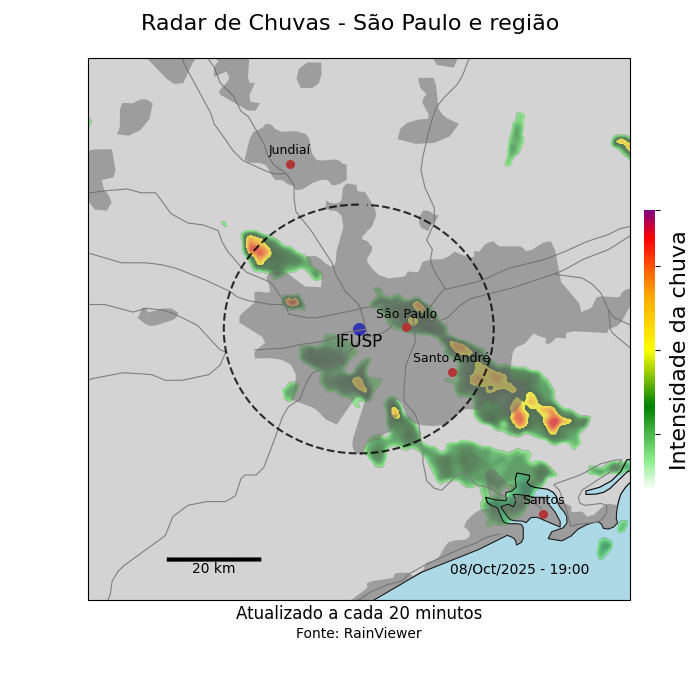 Radar de Chuvas - São Paulo e região
Jundiaí
São Paulo
IFUSP
Santo André
Santos
20 km
08/Oct/2025 - 19:00
Intensidade da chuva
Atualizado a cada 20 minutos
Fonte: RainViewer